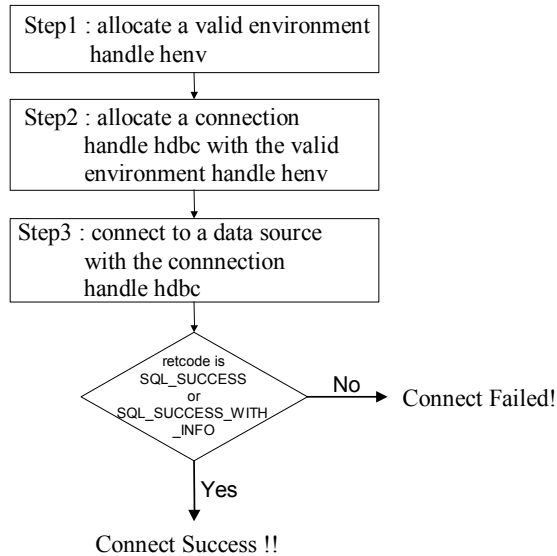 Step1 : allocate a valid environment
handle henv
Step2 : allocate a connection
handle hdbc with the valid
environment handle henv
Step3 : connect to a data source
with the connnection
handle hdbc
retcode is
SQL_SUCCESS
or
SQL_SUCCESS_WITH
_INFO
No
Connect Failed!
Yes
Connect Success !!